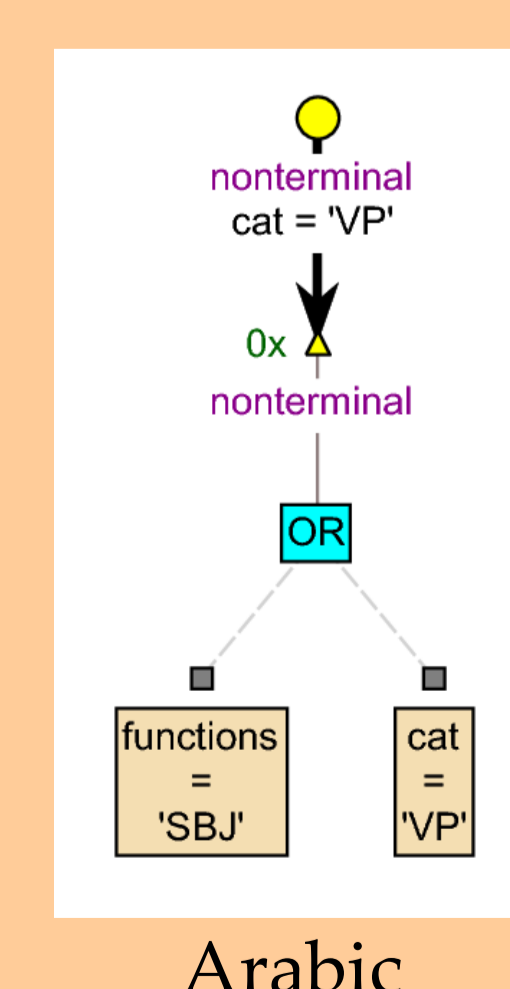 nonterminal
cat = 'VP'
0x
nonterminal
OR
functions
=
'SBJ'
cat
=
'VP'
Arabic